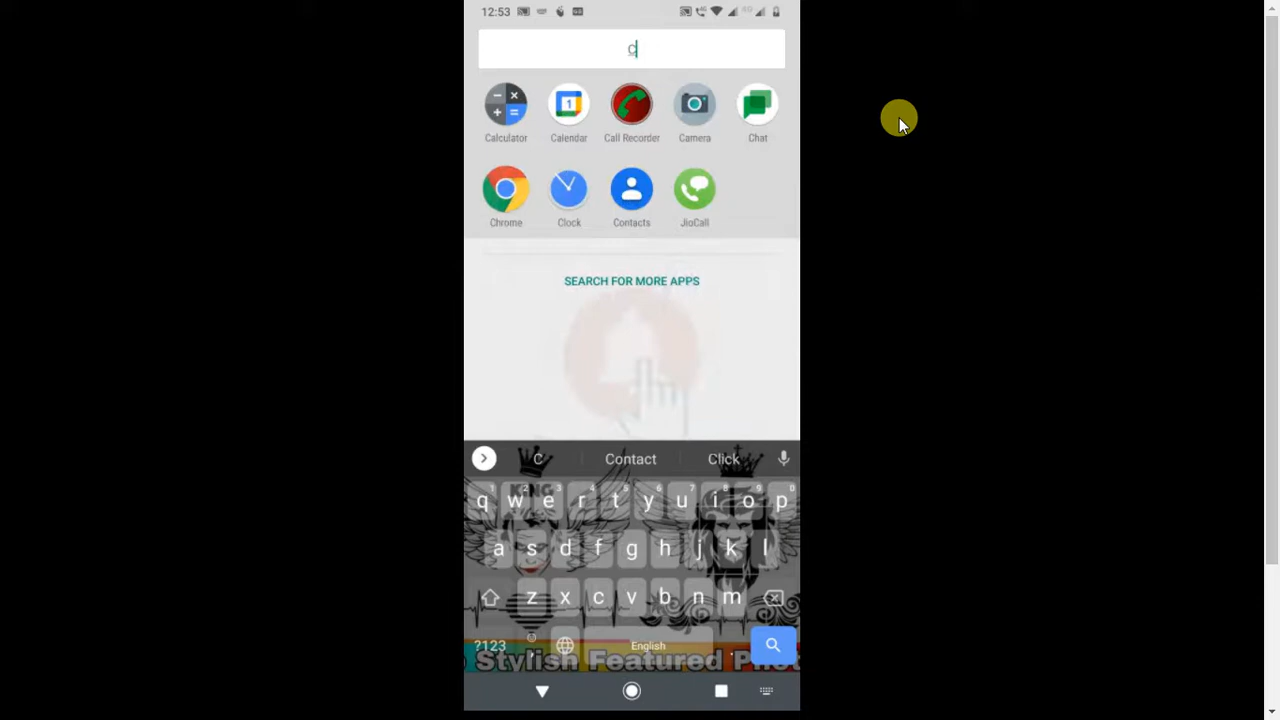 12:53
C
Calculator Calendar Call Recorder Camera Chat
Chrome Clock Contacts JioCall
SEARCH FOR MORE APPS
C Contact Click
q w e r t y u i o p
a s d f g h j k l
z x c v b n m
?123 , English .
Stylish Featured Pho